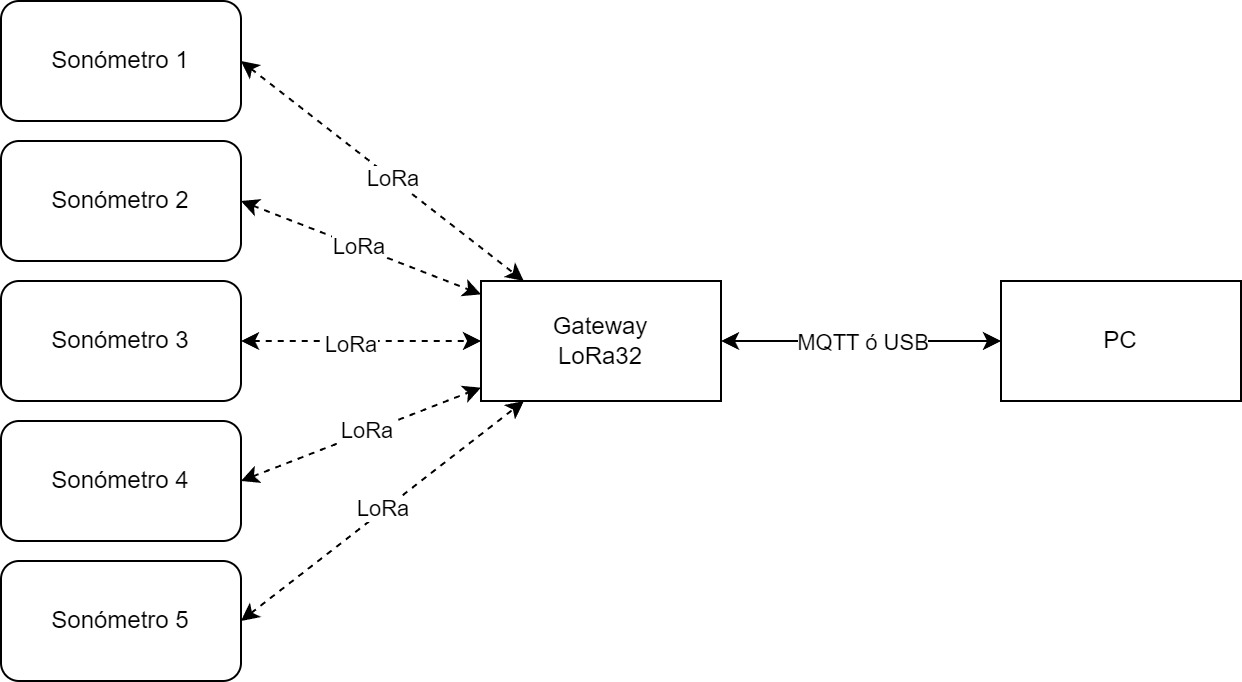 Sonómetro 1
LoRa
Sonómetro 2
LoRa
Sonómetro 3
LoRa
Gateway
LoRa32
MQTT ó USB
PC
LoRa
Sonómetro 4
LoRa
Sonómetro 5